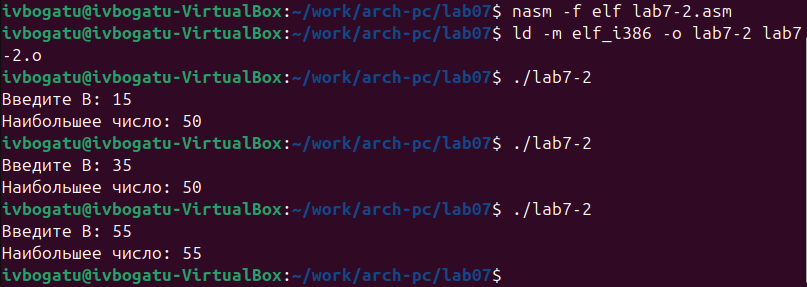 ivbogatu@ivbogatu-VirtualBox:~/work/arch-pc/lab07$ nasm -f elf lab7-2.asm
ivbogatu@ivbogatu-VirtualBox:~/work/arch-pc/lab07$ ld -m elf_i386 -o lab7-2 lab7
-2.o
ivbogatu@ivbogatu-VirtualBox:~/work/arch-pc/lab07$ ./lab7-2
Введите В: 15
Наибольшее число: 50
ivbogatu@ivbogatu-VirtualBox:~/work/arch-pc/lab07$ ./lab7-2
Введите В: 35
Наибольшее число: 50
ivbogatu@ivbogatu-VirtualBox:~/work/arch-pc/lab07$ ./lab7-2
Введите В: 55
Наибольшее число: 55
ivbogatu@ivbogatu-VirtualBox:~/work/arch-pc/lab07$